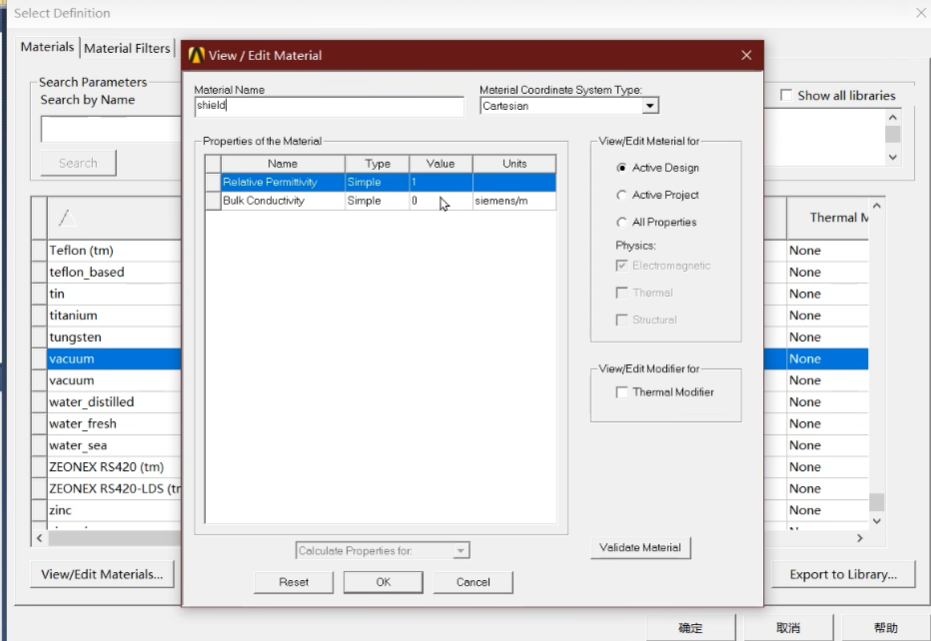 Select Definition
Materials
Material Filters
Search Parameters
Search by Name
Search
Show all libraries
Thermal M
Teflon (tm)
None
teflon_based
None
tin
None
titanium
None
tungsten
None
vacuum
None
vacuum
None
water_distilled
None
water_fresh
None
water_sea
None
ZEONEX RS420 (tm)
None
ZEONEX RS420-LDS (tr
None
zinc
None
View/Edit Materials...
Export to Library...
确定
取消
帮助
View / Edit Material
Material Name
shield
Material Coordinate System Type:
Cartesian
Properties of the Material
Name Type Value Units
Relative Permittivity Simple 1
Bulk Conductivity Simple 0 siemens/m
View/Edit Material for
Active Design
Active Project
All Properties
Physics:
Electromagnetic
Thermal
Structural
View/Edit Modifier for
Thermal Modifier
Calculate Properties for:
Validate Material
Reset
OK
Cancel